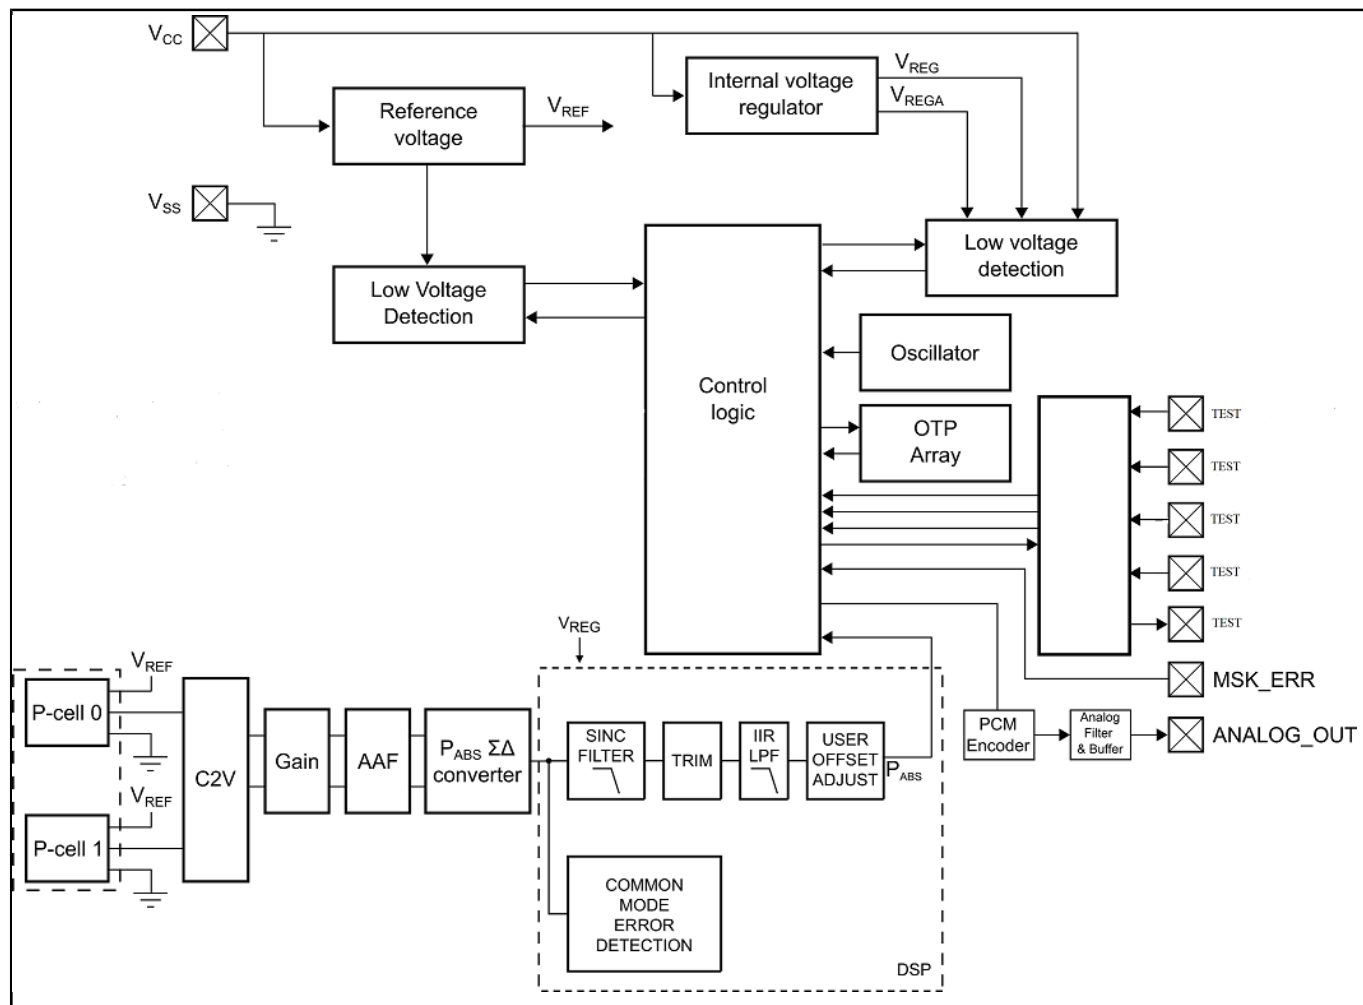 VCC
Reference
voltage
VREF
Internal voltage
regulator
VREG
VREGA
VSS
Low Voltage
Detection
Control
logic
Low voltage
detection
Oscillator
OTP
Array
TEST
TEST
TEST
TEST
TEST
MSK_ERR
PCM
Encoder
Analog
Filter
& Buffer
ANALOG_OUT
VREG
VREF
P-cell 0
VREF
P-cell 1
C2V
Gain
AAF
PABS ΣΔ
converter
SINC
FILTER
TRIM
IIR
LPF
USER
OFFSET
ADJUST
PABS
COMMON
MODE
ERROR
DETECTION
DSP